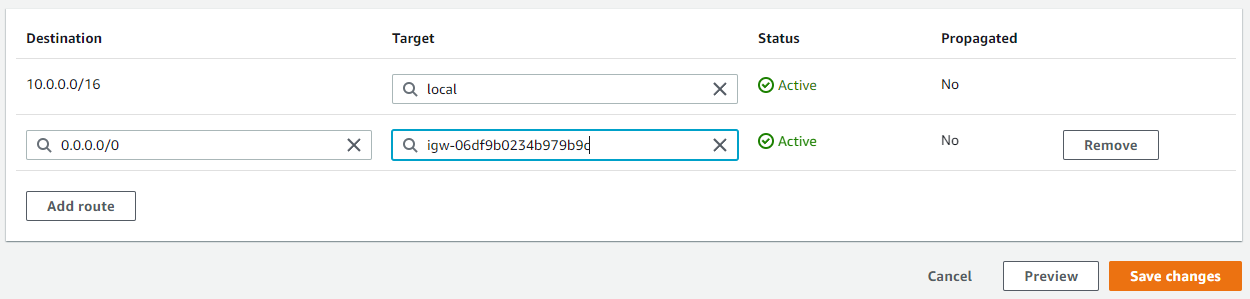 Destination Target Status Propagated
10.0.0.0/16 local Active No
0.0.0.0/0 igw-06df9b0234b979b9c Active No Remove
Add route
Cancel Preview Save changes